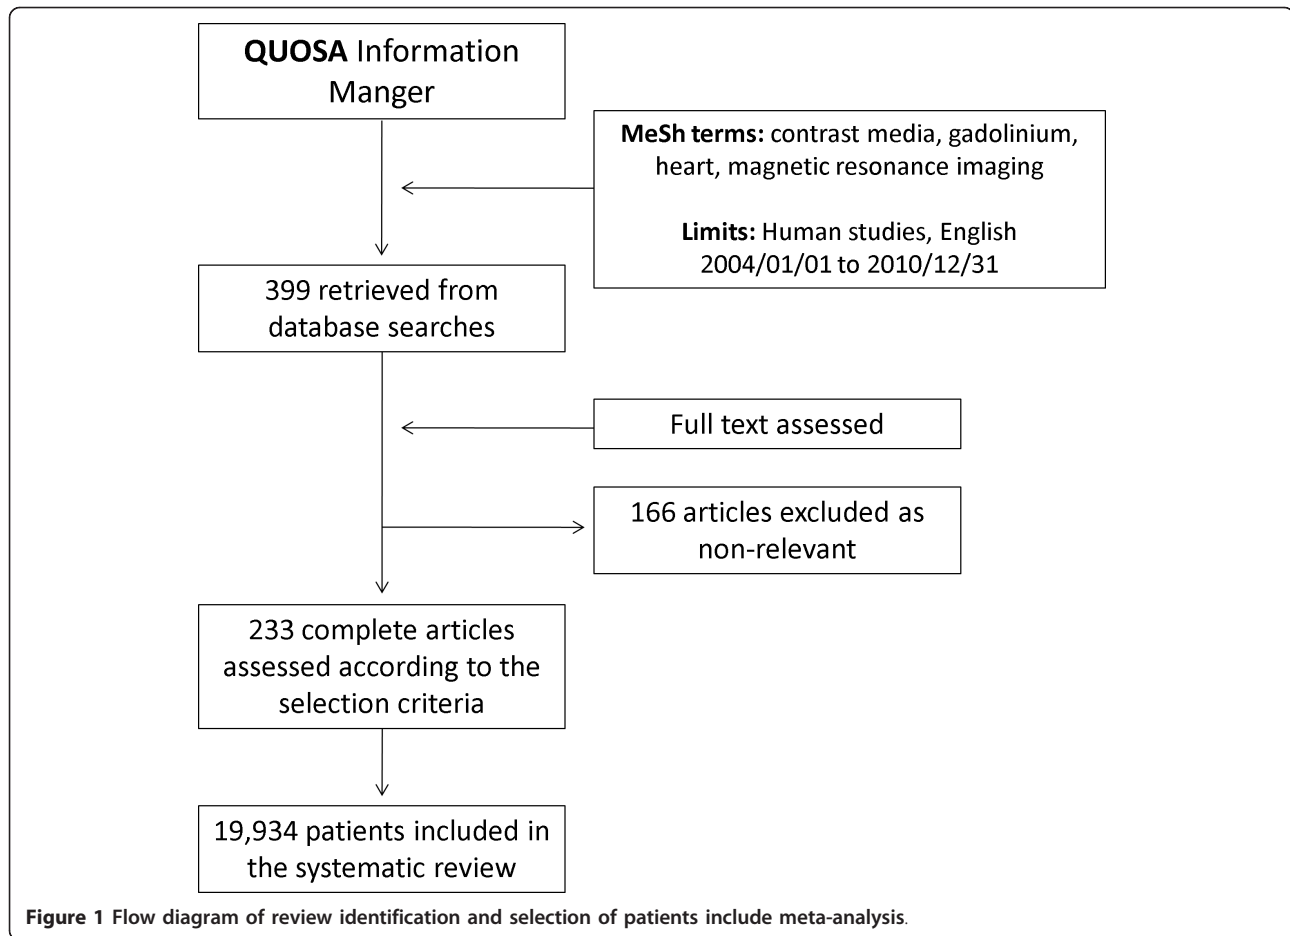 QUOSA Information
Manger
MeSh terms: contrast media, gadolinium,
heart, magnetic resonance imaging
Limits: Human studies, English
2004/01/01 to 2010/12/31
399 retrieved from
database searches
Full text assessed
166 articles excluded as
non-relevant
233 complete articles
assessed according to the
selection criteria
19,934 patients included in
the systematic review
Figure 1 Flow diagram of review identification and selection of patients include meta-analysis.